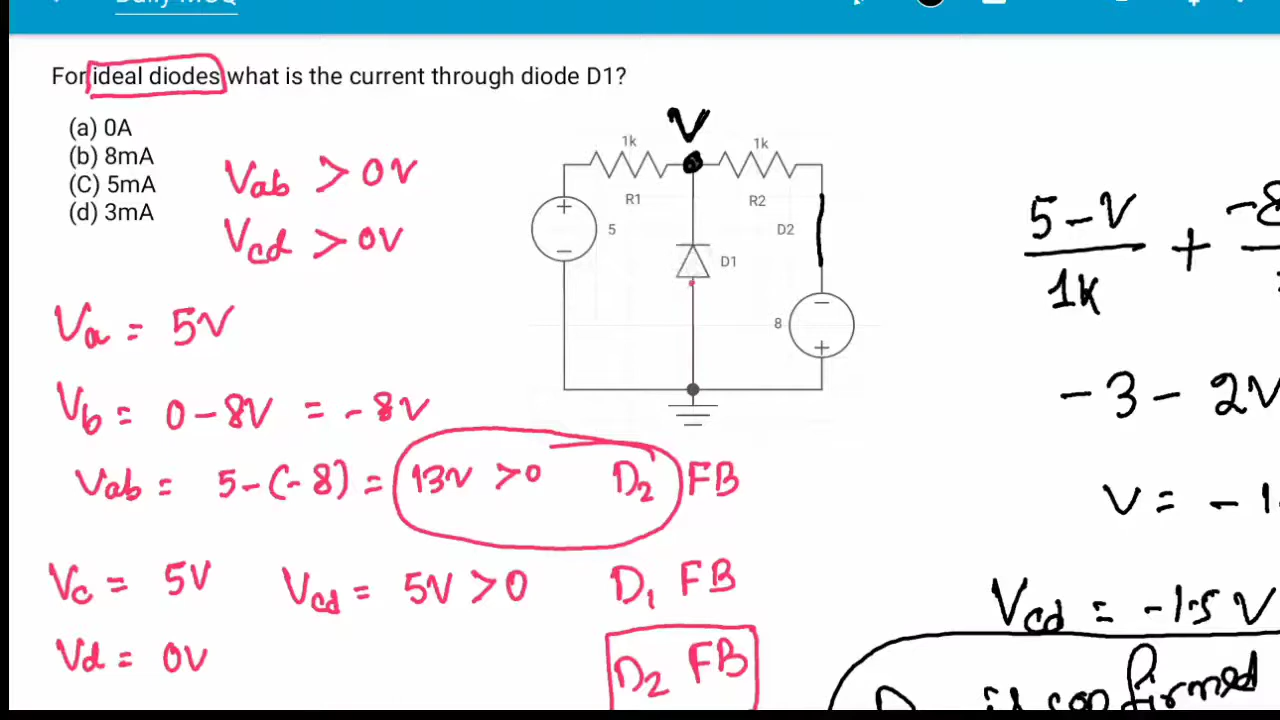 Daily MCQ
For ideal diodes what is the current through diode D1?
(a) 0A
(b) 8mA
(C) 5mA
(d) 3mA
Vab > 0V
Vcd > 0V
Va = 5V
Vb = 0-8V = -8V
Vab = 5-(-8) = 13V >0 D2 FB
Vc = 5V Vcd = 5V >0 D1 FB
Vd = 0V
D2 FB
V
1k
1k
R1
R2
5
D2
D1
8
5-V
1K
+
-8
-3 - 2V
V = -1.
Vcd = -1.5 V
is confirmed